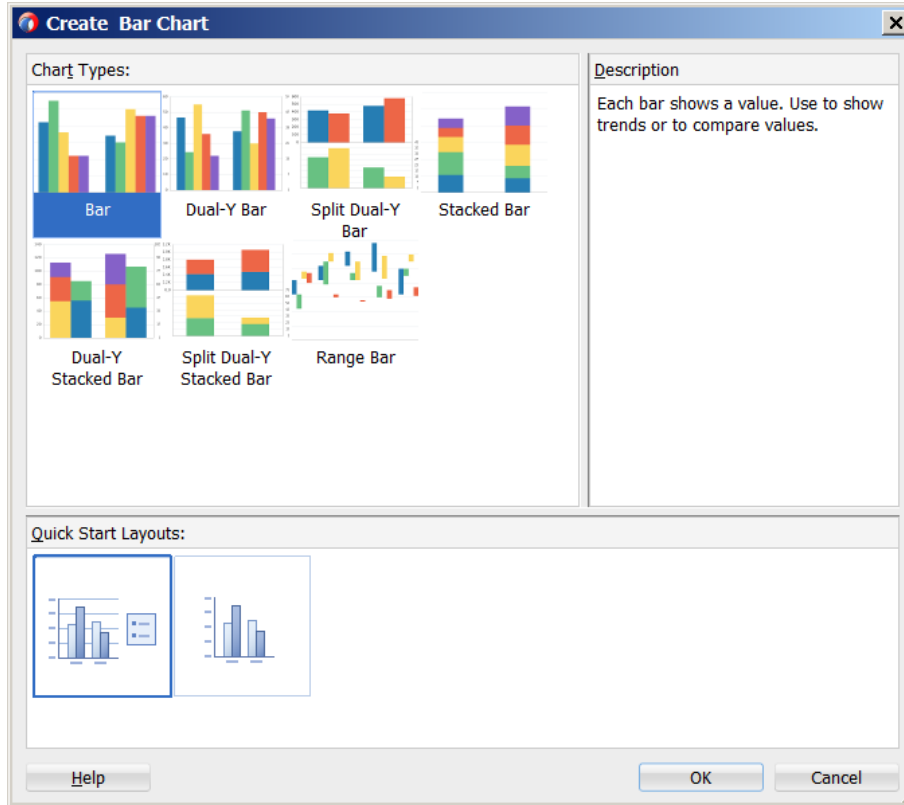 Create Bar Chart
Chart Types:
Bar
Dual-Y Bar
Split Dual-Y
Bar
Stacked Bar
Dual-Y
Stacked Bar
Split Dual-Y
Stacked Bar
Range Bar
Description
Each bar shows a value. Use to show
trends or to compare values.
Quick Start Layouts:
Help
OK
Cancel